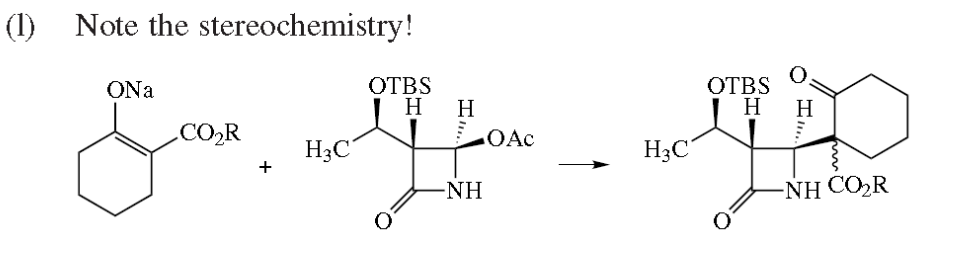 (l) Note the stereochemistry!
ONa
CO₂R
+
OTBS
H
H
H₃C
OAc
NH
O
OTBS
O
H
H
H₃C
NH
CO₂R
O